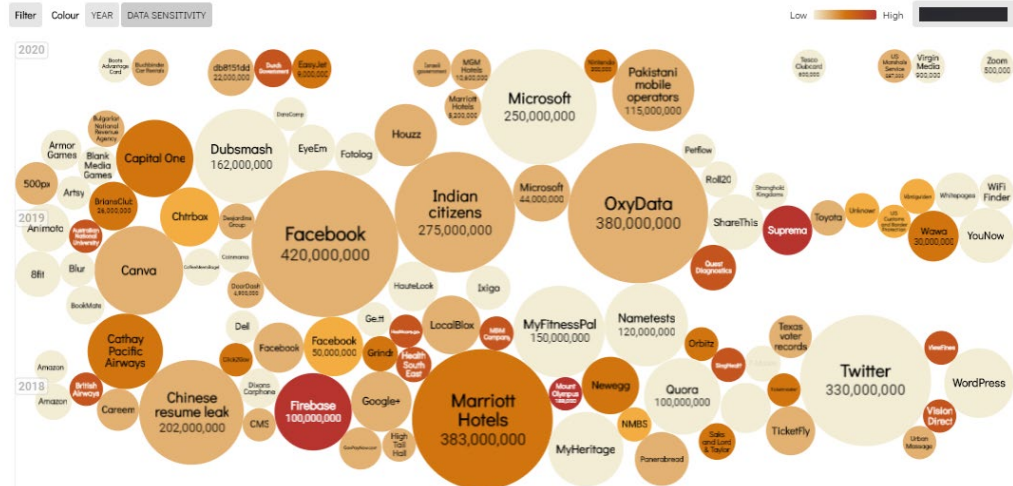 Filter Colour YEAR DATA SENSITIVITY Low High
2020
Boots
Advantage
Card
Buchbinder
Car Rentals
db8151dd
22,000,000
Dutch
Government
EasyJet
9,000,000
Israeli
government
MGM
Hotels
10,600,000
Marriott
Hotels
5,200,000
Microsoft
250,000,000
Nintendo
300,000
Pakistani
mobile
operators
115,000,000
Tesco
Clubcard
600,000
US
Marshals
Service
387,000
Virgin
Media
900,000
Zoom
500,000
Bulgarian
National
Revenue
Agency
Armor
Games
Blank
Media
Games
Capital One
Dubsmash
162,000,000
DataCamp
EyeEm
Fotolog
Houzz
500px
Artsy
BriansClub
26,000,000
Chtrbox
Desjardins
Group
Facebook
420,000,000
Indian
citizens
275,000,000
Microsoft
44,000,000
OxyData
380,000,000
Petflow
Roll20
Stronghold
Kingdoms
ShareThis
Suprema
Toyota
Unknown
US
Customs
and Border
Protection
Whitepages
WiFi
Finder
Wawa
30,000,000
YouNow
2019
Animoto
Australian
National
University
8fit
Blur
Canva
Coinmama
DoorDash
4,900,000
BookMate
HauteLook
Ixigo
Quest
Diagnostics
Cathay
Pacific
Airways
Dell
Facebook
Facebook
50,000,000
Ge.tt
Grindr
Health
South
East
LocalBlox
MBM
Company
MyFitnessPal
150,000,000
Nametests
120,000,000
Orbitz
SingHealth
Texas
voter
records
Twitter
330,000,000
ViewFines
WordPress
2018
Amazon
Amazon
British
Airways
Careem
Chinese
resume leak
202,000,000
Dixons
Carphone
CMS
Firebase
100,000,000
Google+
High
Tail
Hall
Marriott
Hotels
383,000,000
Mount
Olympus
Newegg
NMBS
MyHeritage
Quora
100,000,000
Panerabread
Saks
and Lord
& Taylor
TicketFly
Vision
Direct
Urban
Massage